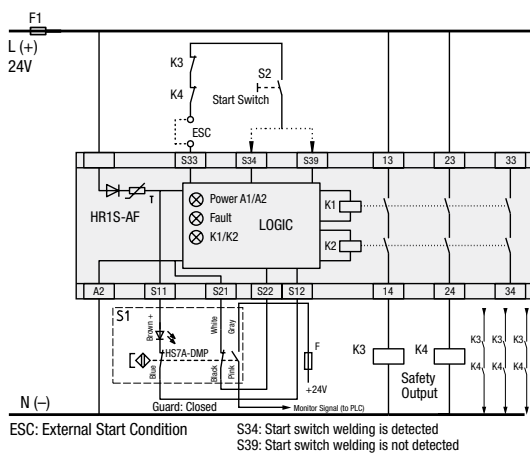 F1
L (+)
24V
K3
K4
S2
Start Switch
ESC
S33
S34
S39
13
23
33
T
HR1S-AF
Power A1/A2
Fault
K1/K2
LOGIC
K1
K2
A2
S11
S21
S22
S12
14
24
34
S1
Brown +
White
Gray
HS7A-DMP
Blue
Black
Pink
F
+24V
K3
K4
Safety
Output
K3
K3
K3
K4
K4
K4
N (–)
Guard: Closed
Monitor Signal (to PLC)
ESC: External Start Condition
S34: Start switch welding is detected
S39: Start switch welding is not detected